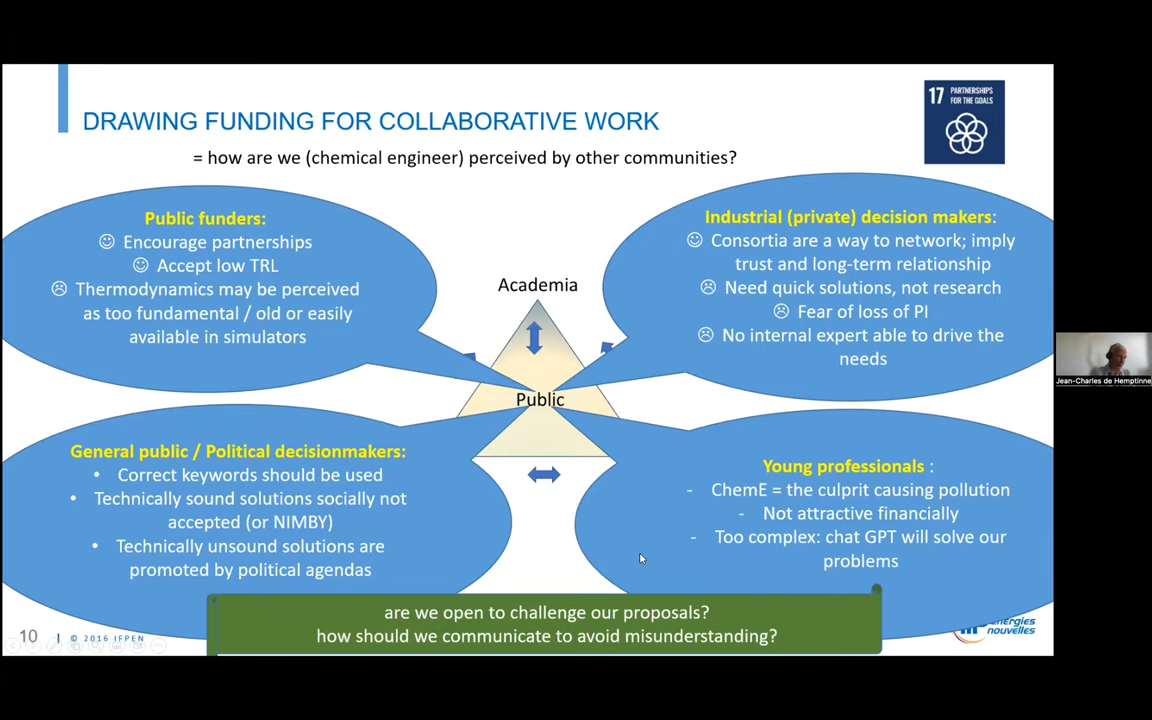 DRAWING FUNDING FOR COLLABORATIVE WORK
= how are we (chemical engineer) perceived by other communities?
17 PARTNERSHIPS
FOR THE GOALS
Public funders:
☺ Encourage partnerships
☺ Accept low TRL
☹ Thermodynamics may be perceived
as too fundamental / old or easily
available in simulators
Academia
Public
Industrial (private) decision makers:
☺ Consortia are a way to network; imply
trust and long-term relationship
☹ Need quick solutions, not research
☹ Fear of loss of PI
☹ No internal expert able to drive the
needs
General public / Political decisionmakers:
• Correct keywords should be used
• Technically sound solutions socially not
accepted (or NIMBY)
• Technically unsound solutions are
promoted by political agendas
Young professionals :
- ChemE = the culprit causing pollution
- Not attractive financially
- Too complex: chat GPT will solve our
problems
are we open to challenge our proposals?
how should we communicate to avoid misunderstanding?
10 | © 2016 IFPEN
énergies
nouvelles
Jean-Charles de Hemptinne